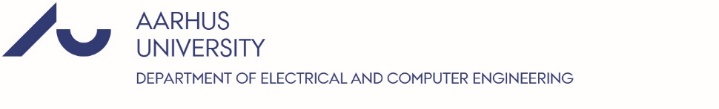 AARHUS
UNIVERSITY
DEPARTMENT OF ELECTRICAL AND COMPUTER ENGINEERING